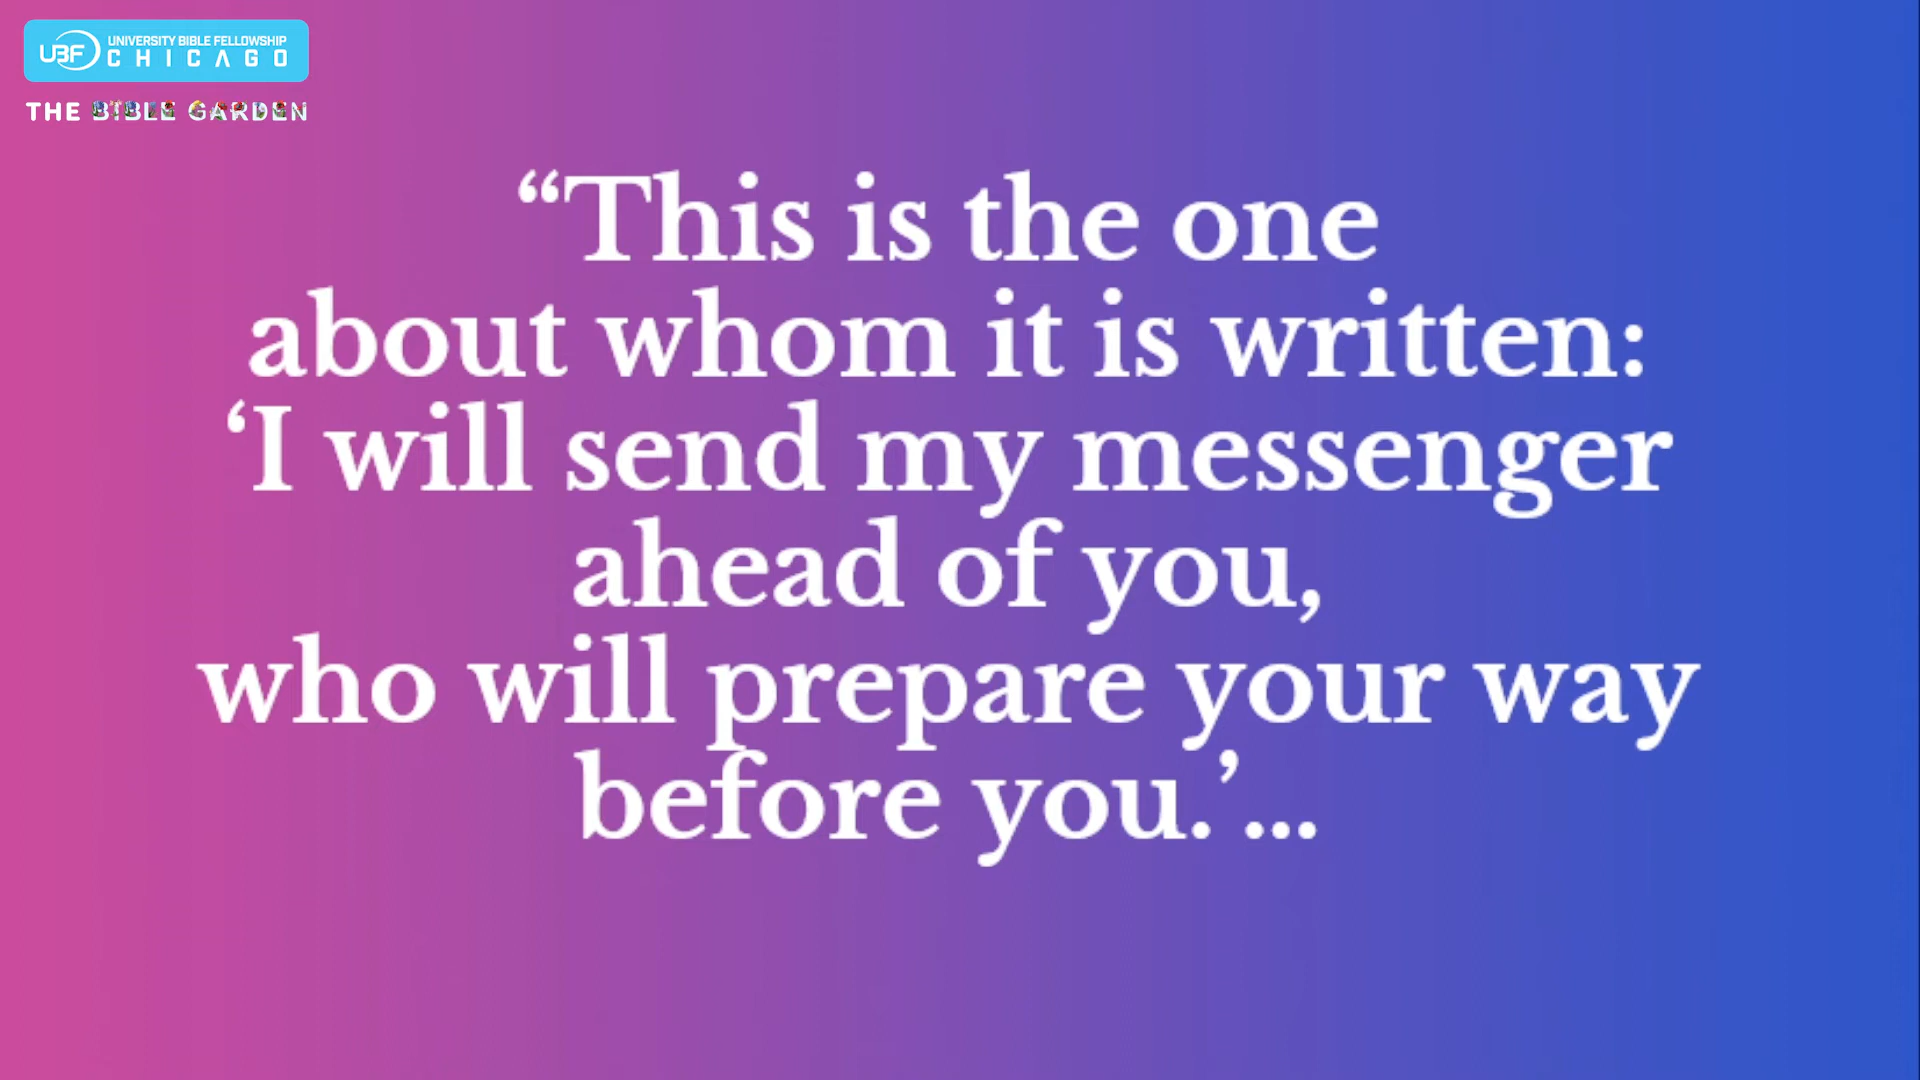 UBF UNIVERSITY BIBLE FELLOWSHIP
CHICAGO
THE BIBLE GARDEN
“This is the one
about whom it is written:
‘I will send my messenger
ahead of you,
who will prepare your way
before you.’...